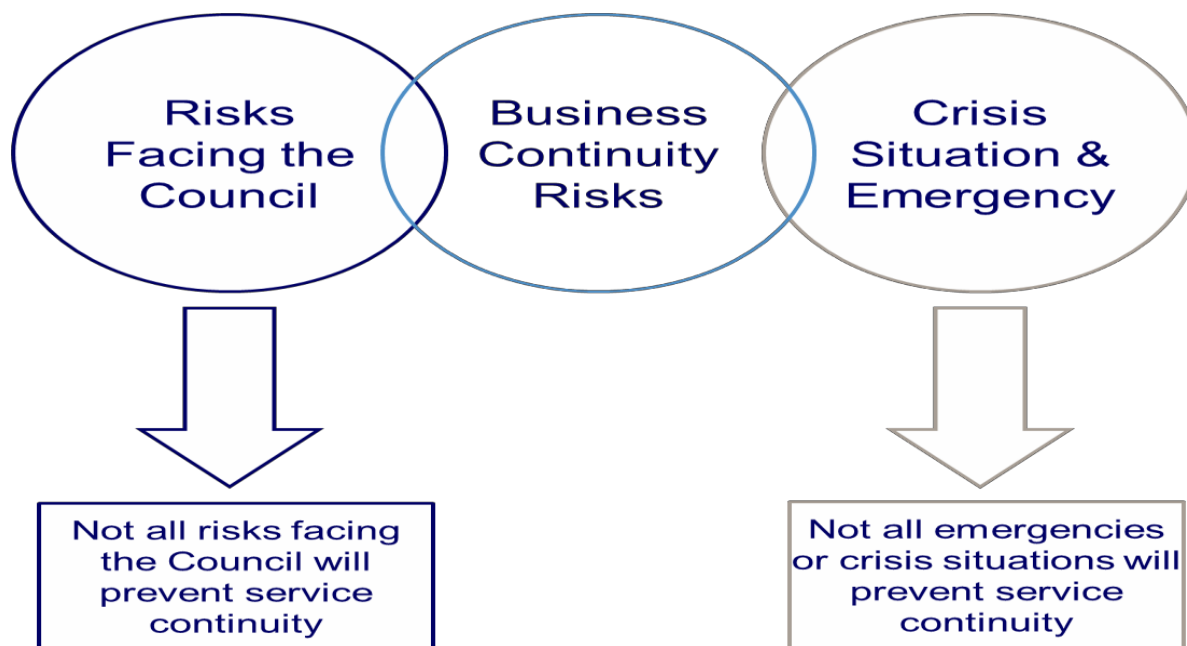 Risks
Facing the
Council
Business
Continuity
Risks
Crisis
Situation &
Emergency
Not all risks facing
the Council will
prevent service
continuity
Not all emergencies
or crisis situations will
prevent service
continuity